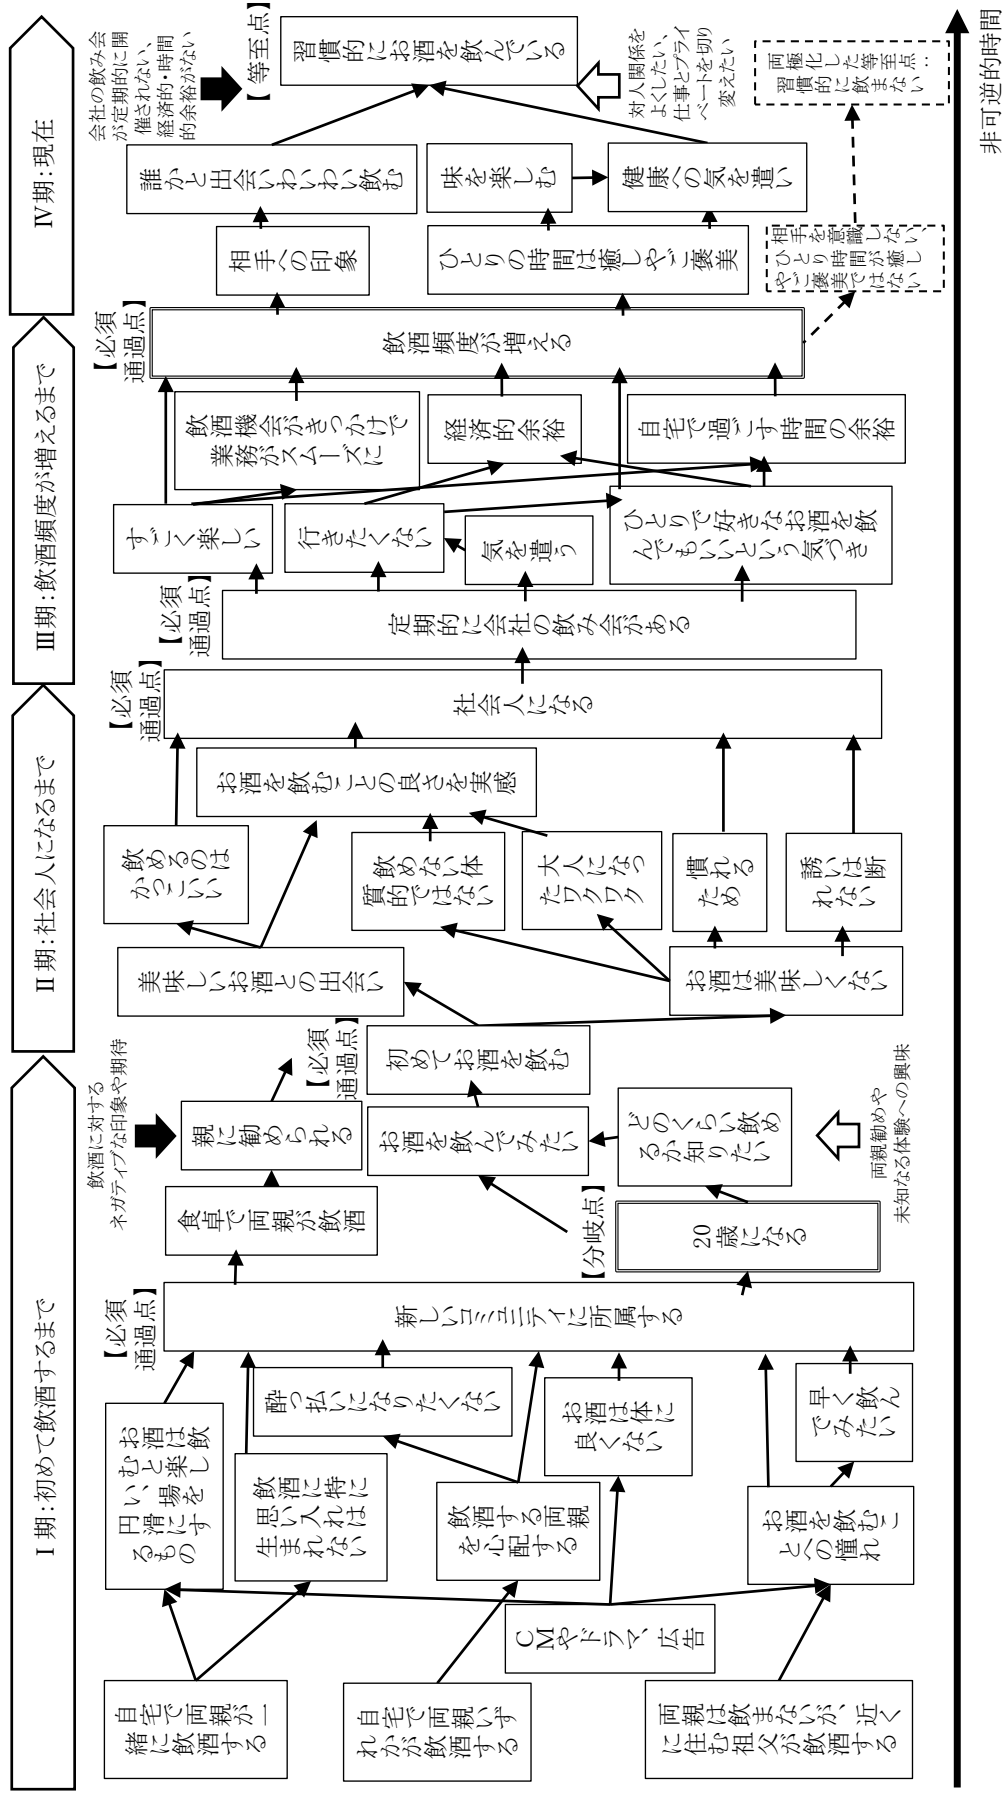 Ⅰ期:初めて飲酒するまで
Ⅱ期:社会人になるまで
Ⅲ期:飲酒頻度が増えるまで
Ⅳ期:現在
自宅で両親が一
緒に飲酒する
自宅で両親いず
れかが飲酒する
両親は飲まないが、近く
に住む祖父が飲酒する
CMやドラマ、広告
お酒は飲
むと楽し
い、場を
円滑にす
るもの
飲酒に特に
思い入れは
生まれない
飲酒する両親
を心配する
お酒を飲むこ
とへの憧れ
酔っ払いになりたくない
お酒は体に
良くない
早く飲ん
でみたい
【必須
通過点】
新しいコミュニティに所属する
食卓で両親が飲酒
親に勧められる
飲酒に対する
ネガティブな印象や期待
【分岐点】
20歳になる
どのくらい飲め
るか知りたい
お酒を飲んでみたい
両親勧めや
未知なる体験への興味
【必須
通過点】
初めてお酒を飲む
美味しいお酒との出会い
お酒は美味しくない
飲めるのは
かっこいい
飲めない体
質的ではない
大人になっ
たワクワク
慣れる
ため
誘いは断
れない
お酒を飲むことの良さを実感
【必須
通過点】
社会人になる
【必須
通過点】
定期的に会社の飲み会がある
すごく楽しい
行きたくない
気を遣う
ひとりで好きなお酒を飲
んでもいいという気づき
飲酒機会がきっかけで
業務がスムーズに
経済的余裕
自宅で過ごす時間の余裕
【必須
通過点】
飲酒頻度が増える
相手への印象
ひとりの時間は癒しやご褒美
相手を意識しない、
ひとり時間が癒し
やご褒美ではない
誰かと出会いわいわい飲む
味を楽しむ
健康への気を遣い
会社の飲み会
が定期的に開
催されない、
経済的・時間
的余裕がない
【等至点】
習慣的にお酒を飲んでいる
対人関係を
よくしたい、
仕事とプライ
ベートを切り
変えたい
両極化した等至点:
習慣的に飲まない
非可逆的時間